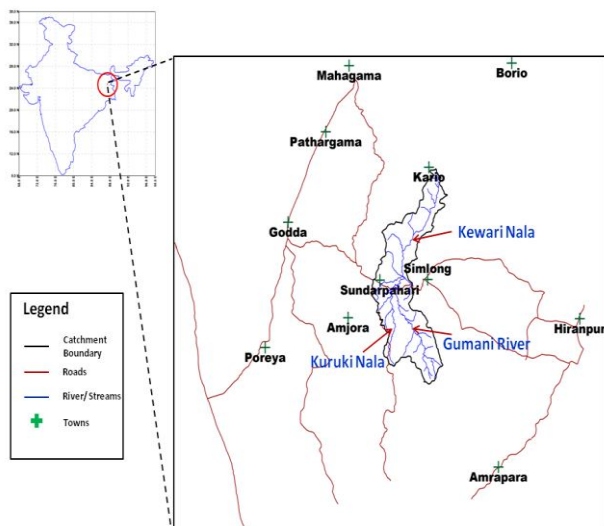 Mahagama
Borio
Pathargama
Kario
Godda
Kewari Nala
Simlong
Sundarpahari
Amjora
Hiranpur
Poreya
Kuruki Nala
Gumani River
Amrapara
Legend
Catchment
Boundary
Roads
River/ Streams
Towns